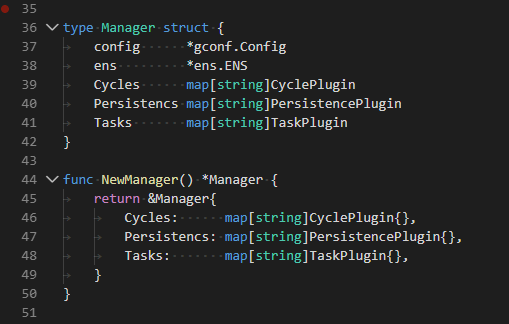 35
36 type Manager struct {
37 config *gconf.Config
38 ens *ens.ENS
39 Cycles map[string]CyclePlugin
40 Persistencs map[string]PersistencePlugin
41 Tasks map[string]TaskPlugin
42 }
43
44 func NewManager() *Manager {
45 return &Manager{
46 Cycles: map[string]CyclePlugin{},
47 Persistencs: map[string]PersistencePlugin{},
48 Tasks: map[string]TaskPlugin{},
49 }
50 }
51